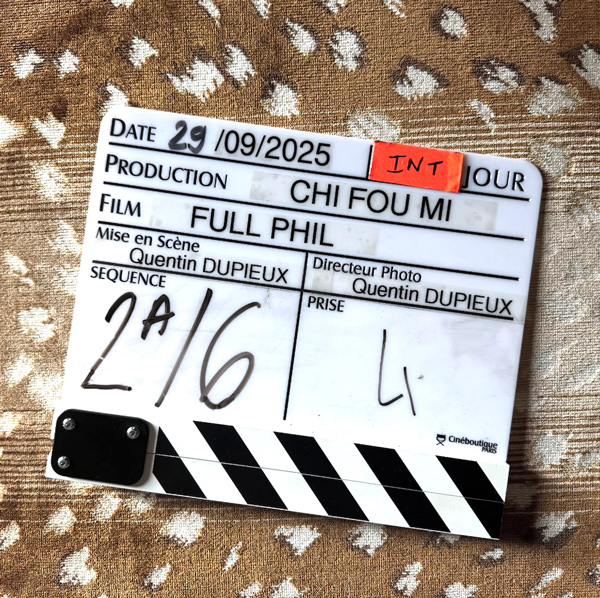 DATE 29 /09/2025
INT JOUR
PRODUCTION CHI FOU MI
FILM FULL PHIL
Mise en Scène
Quentin DUPIEUX
Directeur Photo
Quentin DUPIEUX
SEQUENCE
2A/6
PRISE
4
Cinéboutique
PARIS